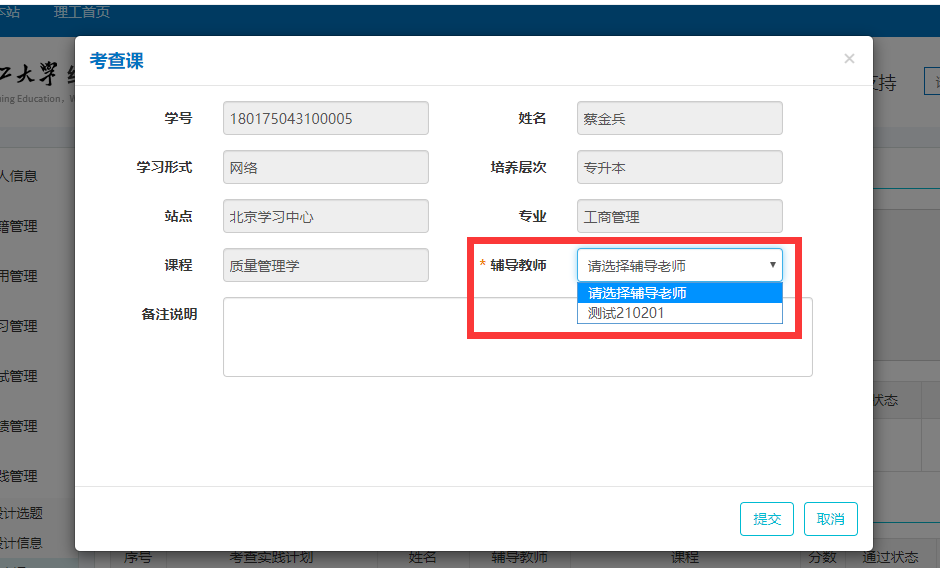 本站 理工首页
考查课 ×
工大学
ning Education, W
支持
学号 180175043100005 姓名 蔡金兵
人信息
学习形式 网络 培养层次 专升本
籍管理
站点 北京学习中心 专业 工商管理
用管理
课程 质量管理学 * 辅导教师 请选择辅导老师
请选择辅导老师
测试210201
备注说明
习管理
试管理
状态
绩管理
践管理
设计选题
提交 取消
设计信息
序号 考查实践计划 姓名 辅导教师 课程 分数 通过状态